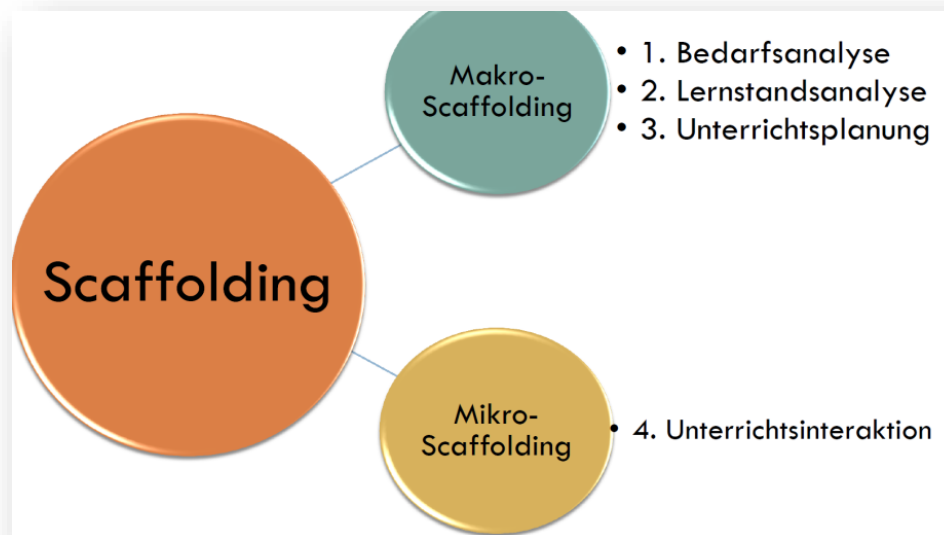 Scaffolding
Makro-
Scaffolding
• 1. Bedarfsanalyse
• 2. Lernstandsanalyse
• 3. Unterrichtsplanung
Mikro-
Scaffolding
• 4. Unterrichtsinteraktion